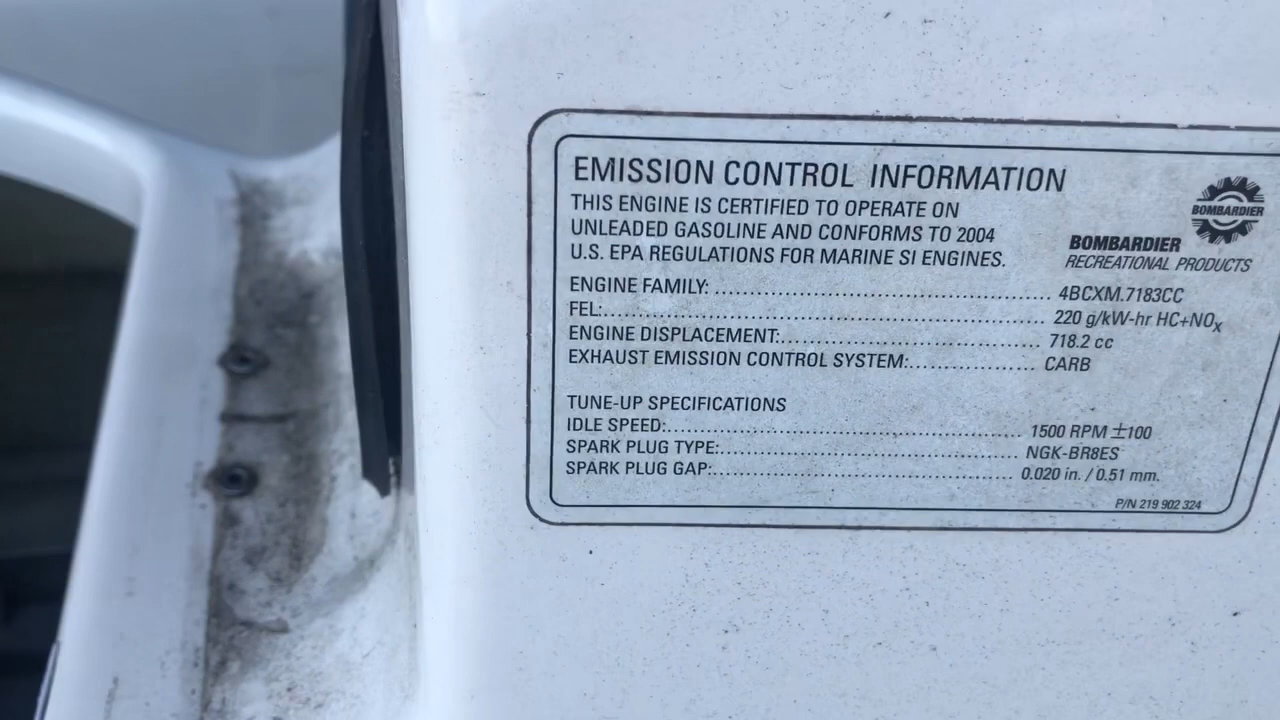 EMISSION CONTROL INFORMATION
THIS ENGINE IS CERTIFIED TO OPERATE ON
UNLEADED GASOLINE AND CONFORMS TO 2004
U.S. EPA REGULATIONS FOR MARINE SI ENGINES.
BOMBARDIER
BOMBARDIER
RECREATIONAL PRODUCTS
ENGINE FAMILY: ........ 4BCXM.7183CC
FEL:........ 220 g/kW-hr HC+NOx
ENGINE DISPLACEMENT:........ 718.2 cc
EXHAUST EMISSION CONTROL SYSTEM:........ CARB
TUNE-UP SPECIFICATIONS
IDLE SPEED:........ 1500 RPM ±100
SPARK PLUG TYPE:........ NGK-BR8ES
SPARK PLUG GAP:........ 0.020 in. / 0.51 mm.
P/N 219 902 324